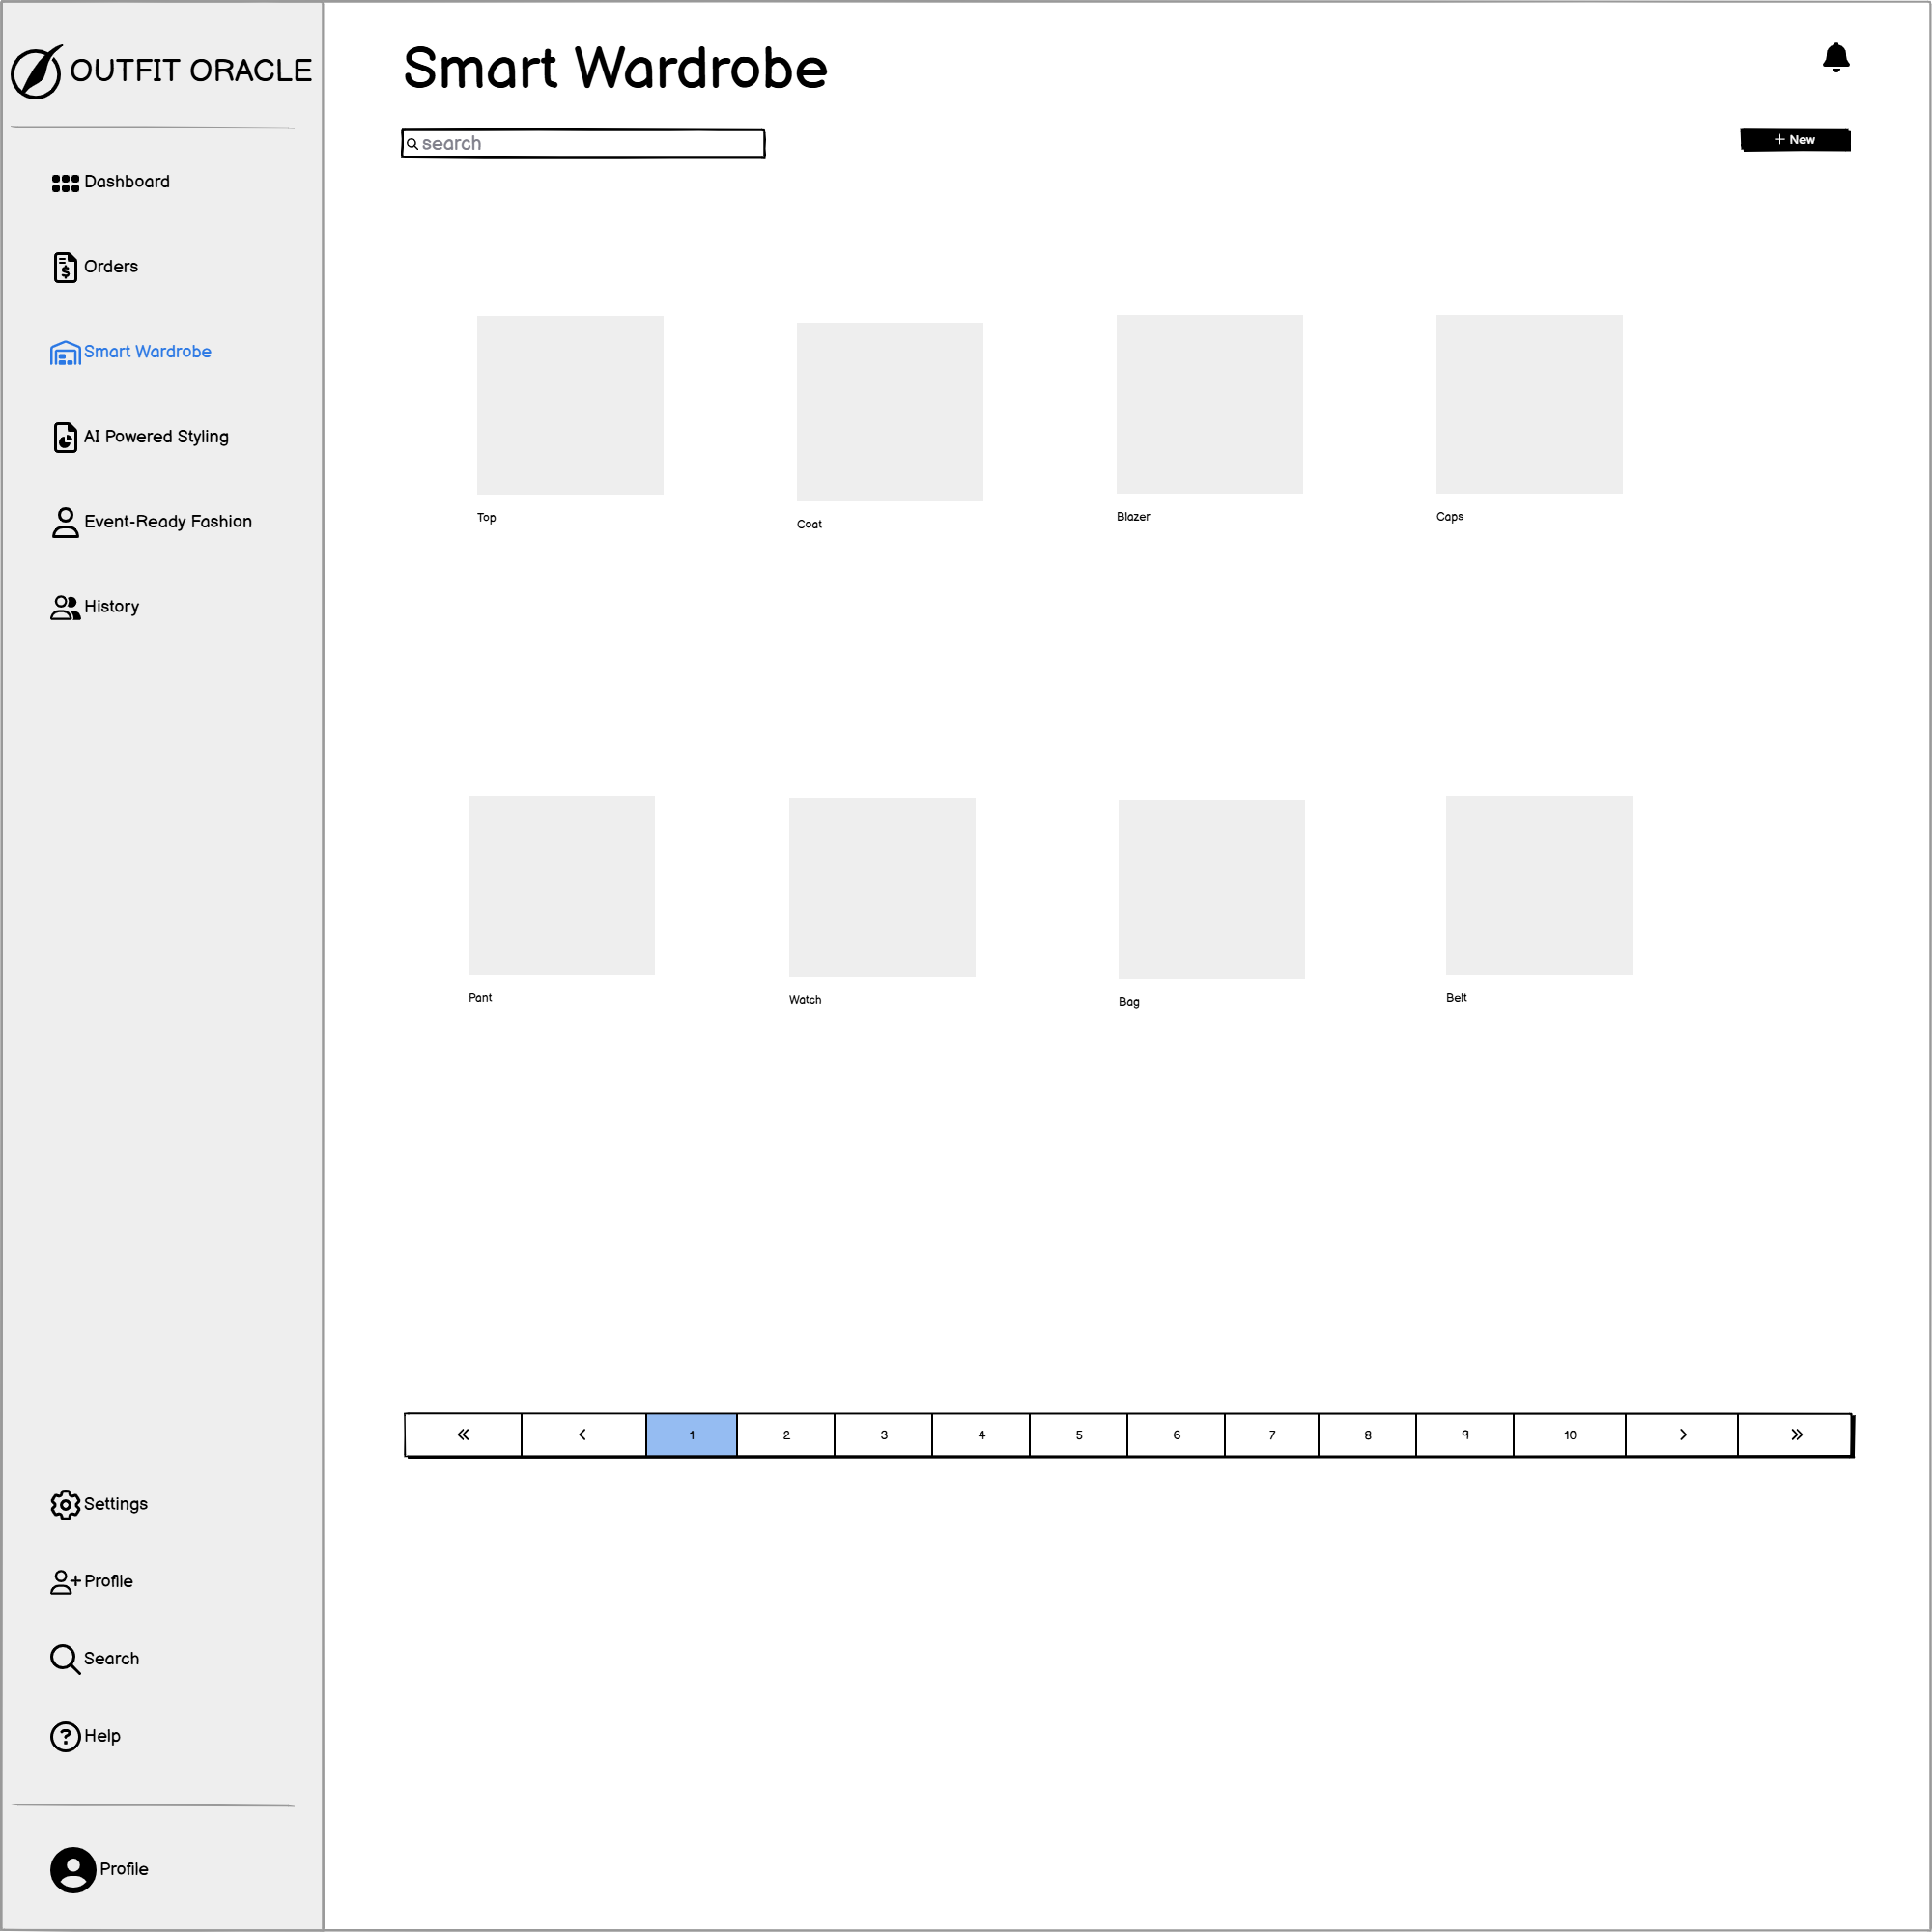 OUTFIT ORACLE
Dashboard
Orders
Smart Wardrobe
AI Powered Styling
Event-Ready Fashion
History
Settings
Profile
Search
Help
Profile
Smart Wardrobe
search
+ New
Top
Coat
Blazer
Caps
Pant
Watch
Bag
Belt
« < 1 2 3 4 5 6 7 8 9 10 > »